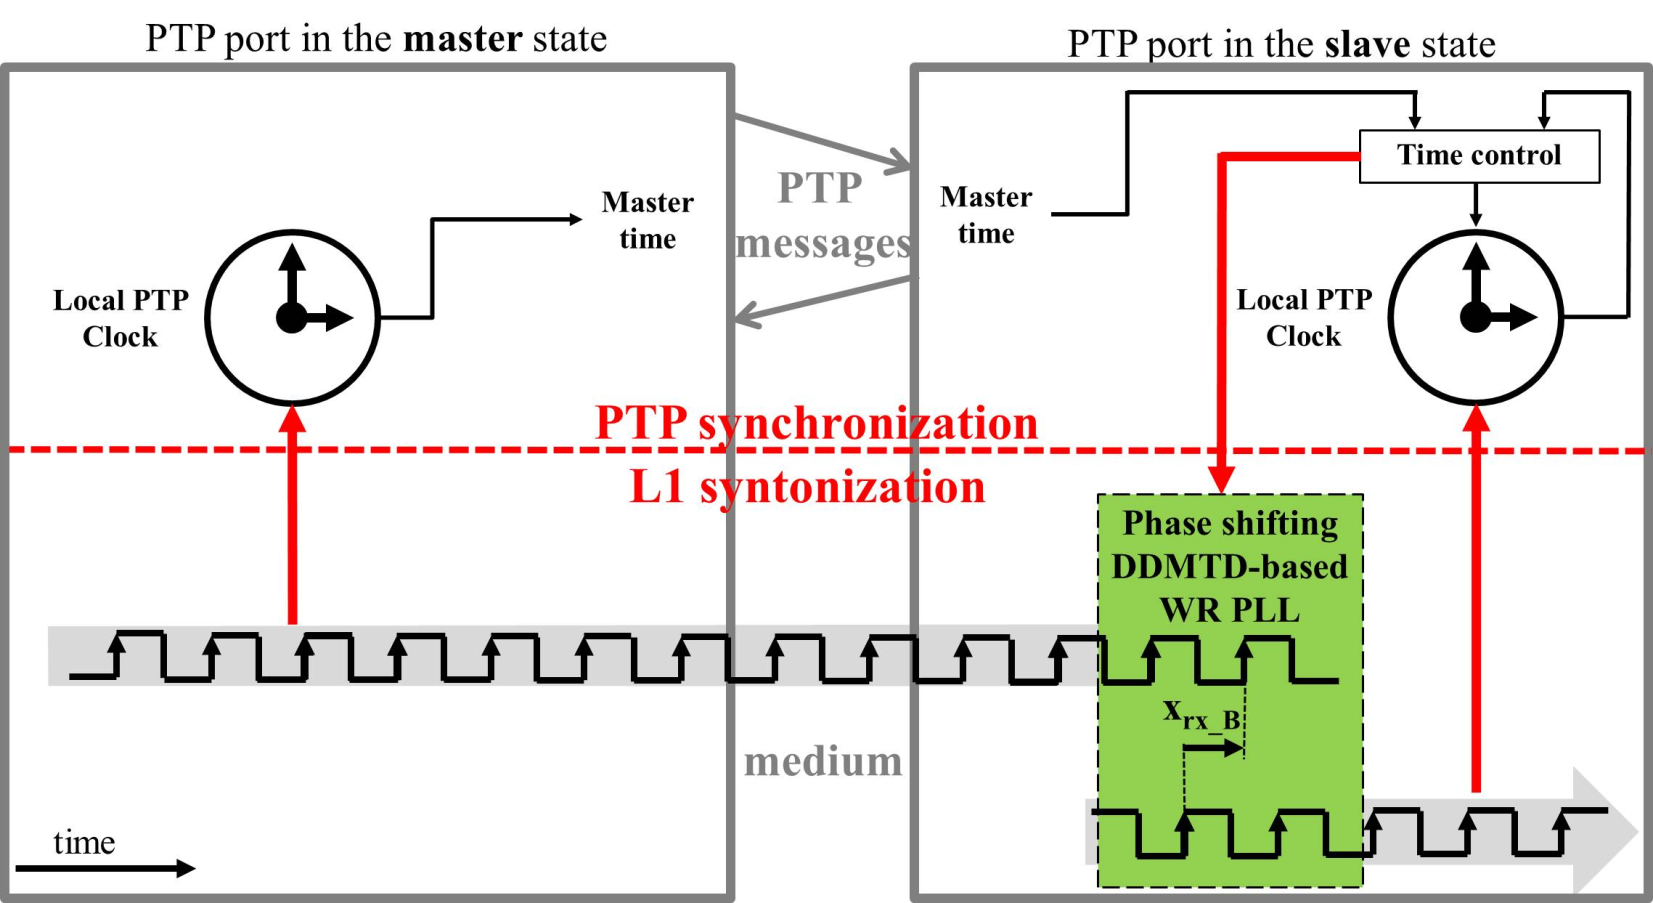 PTP port in the master state
PTP port in the slave state
Master
time
Local PTP
Clock
PTP
messages
Master
time
Time control
Local PTP
Clock
PTP synchronization
L1 syntonization
Phase shifting
DDMTD-based
WR PLL
x_rx_B
medium
time